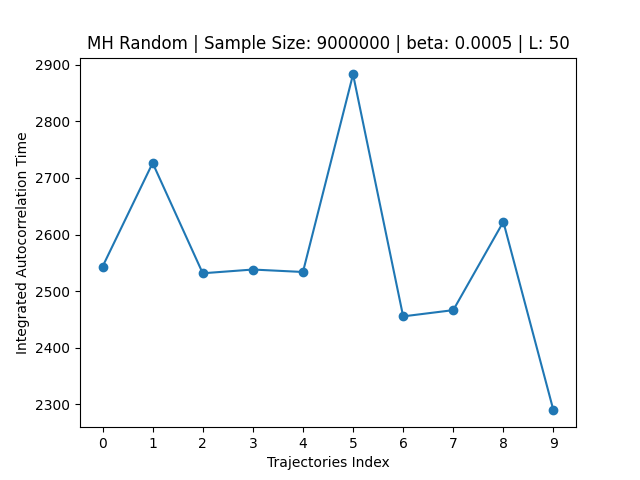 MH Random | Sample Size: 9000000 | beta: 0.0005 | L: 50
2900
2800
2700
2600
2500
2400
2300
Integrated Autocorrelation Time
0 1 2 3 4 5 6 7 8 9
Trajectories Index